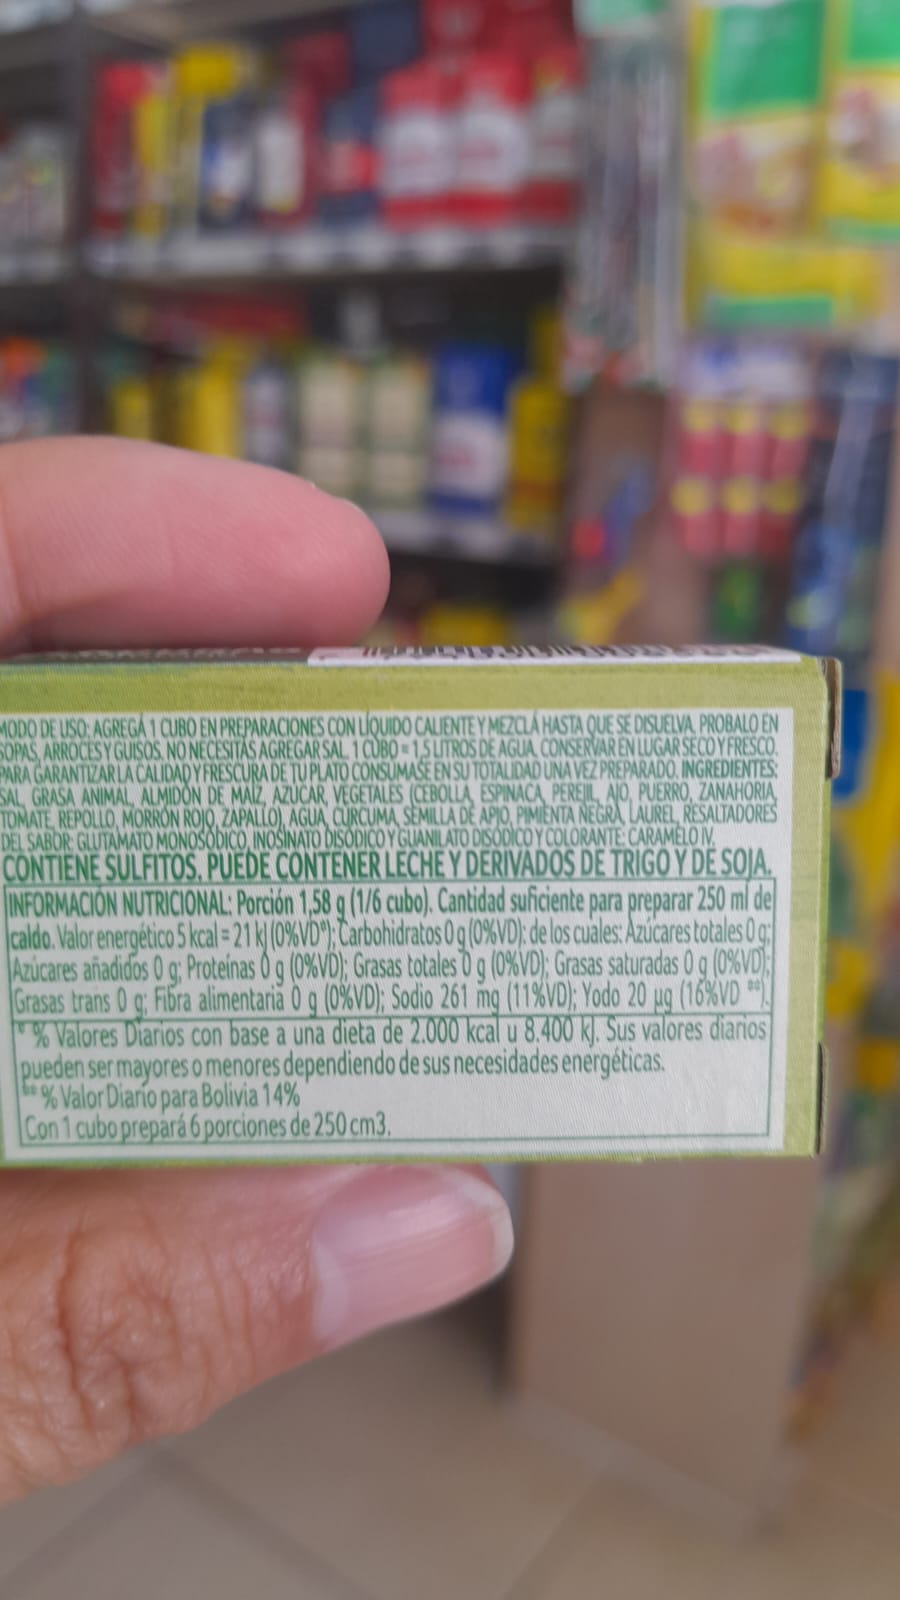 MODO DE USO: AGREGÁ 1 CUBO EN PREPARACIONES CON LÍQUIDO CALIENTE Y MEZCLÁ HASTA QUE SE DISUELVA, PROBALO EN
SOPAS, ARROCES Y GUISOS. NO NECESITÁS AGREGAR SAL. 1 CUBO = 1,5 LITROS DE AGUA. CONSERVAR EN LUGAR SECO Y FRESCO.
PARA GARANTIZAR LA CALIDAD Y FRESCURA DE TU PLATO CONSUMASE EN SU TOTALIDAD UNA VEZ PREPARADO. INGREDIENTES:
SAL, GRASA ANIMAL, ALMIDÓN DE MAÍZ, AZÚCAR, VEGETALES (CEBOLLA, ESPINACA, PEREJIL, AJO, PUERRO, ZANAHORIA,
TOMATE, REPOLLO, MORRÓN ROJO, ZAPALLO), AGUA, CÚRCUMA, SEMILLA DE APIO, PIMIENTA NEGRA, LAUREL, RESALTADORES
DEL SABOR: GLUTAMATO MONOSÓDICO, INOSINATO DISÓDICO Y GUANILATO DISÓDICO Y COLORANTE: CARAMELO IV.
CONTIENE SULFITOS. PUEDE CONTENER LECHE Y DERIVADOS DE TRIGO Y DE SOJA.
INFORMACIÓN NUTRICIONAL: Porción 1,58 g (1/6 cubo). Cantidad suficiente para preparar 250 ml de
caldo. Valor energético 5 kcal = 21 kJ (0%VD*); Carbohidratos 0 g (0%VD); de los cuales: Azúcares totales 0 g;
Azúcares añadidos 0 g; Proteínas 0 g (0%VD); Grasas totales 0 g (0%VD); Grasas saturadas 0 g (0%VD);
Grasas trans 0 g; Fibra alimentaria 0 g (0%VD); Sodio 261 mg (11%VD); Yodo 20 µg (16%VD **).
* % Valores Diarios con base a una dieta de 2.000 kcal u 8.400 kJ. Sus valores diarios
pueden ser mayores o menores dependiendo de sus necesidades energéticas.
** % Valor Diario para Bolivia 14%
Con 1 cubo prepará 6 porciones de 250 cm3.